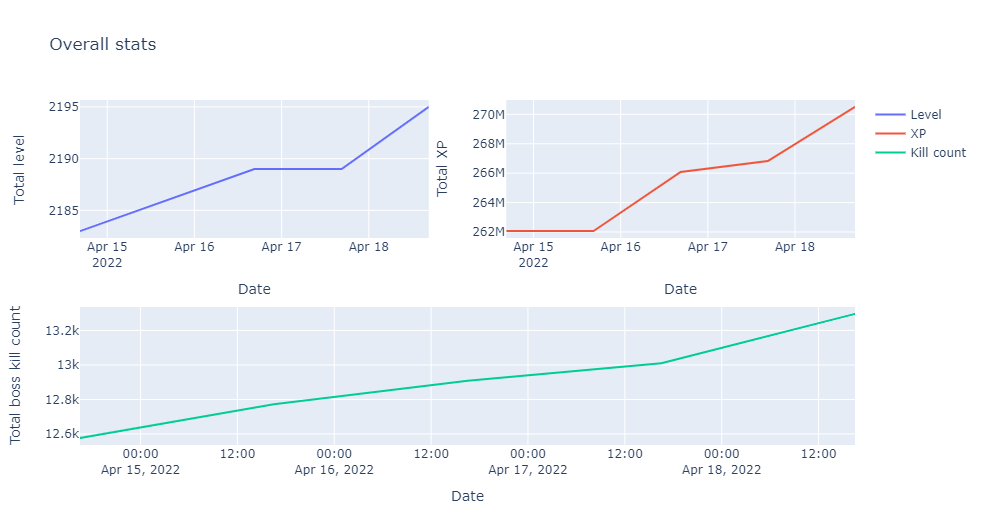 Overall stats
Total level
2195
2190
2185
Apr 15
2022
Apr 16
Apr 17
Apr 18
Date
Total XP
270M
268M
266M
264M
262M
Apr 15
2022
Apr 16
Apr 17
Apr 18
Date
Level
XP
Kill count
Total boss kill count
13.2k
13k
12.8k
12.6k
00:00
Apr 15, 2022
12:00
00:00
Apr 16, 2022
12:00
00:00
Apr 17, 2022
12:00
00:00
Apr 18, 2022
12:00
Date